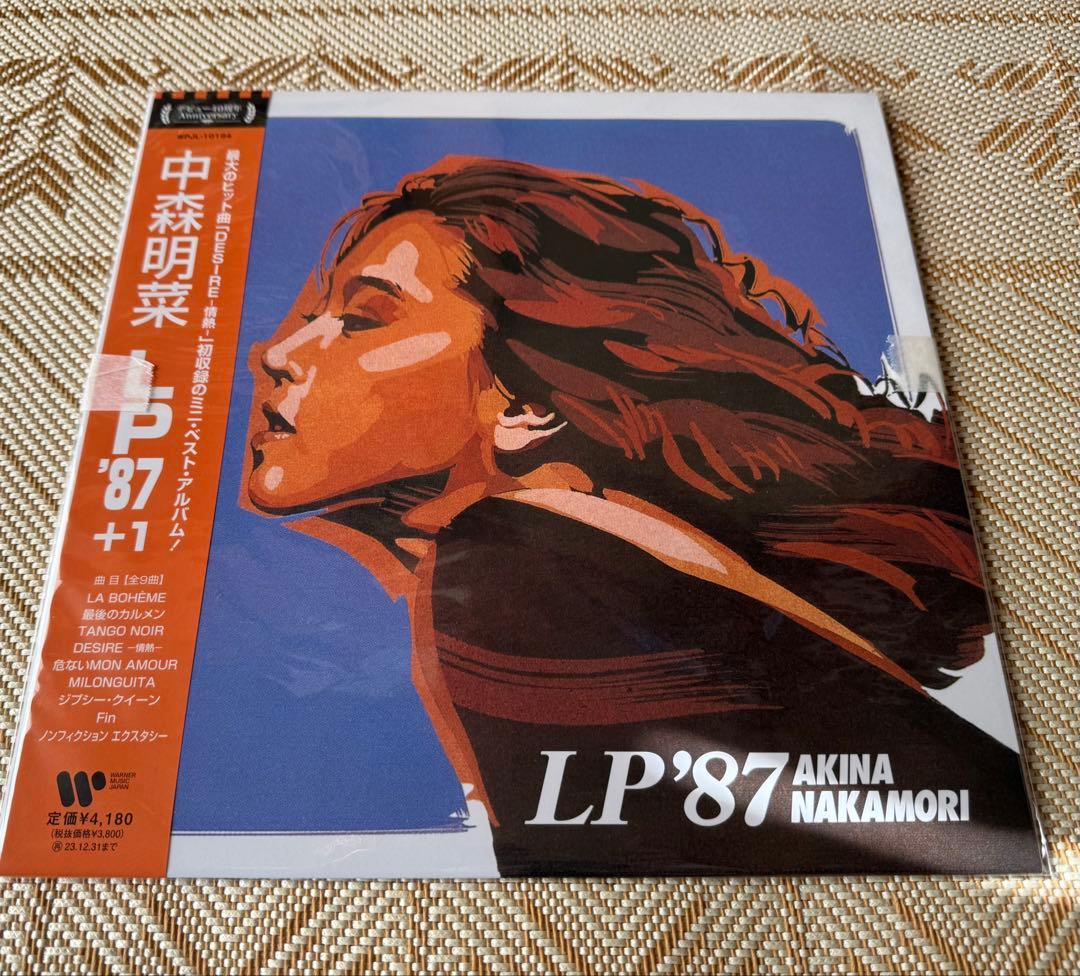 デビュー40周年
Anniversary
WPJL-10184
最大のヒット曲「DESIRE -情熱-」初収録のミニ・ベスト・アルバム!
中森明菜
LP
'87
+1
曲目【全9曲】
LA BOHÈME
最後のカルメン
TANGO NOIR
DESIRE −情熱−
危ないMON AMOUR
MILONGUITA
ジプシー・クイーン
Fin
ノンフィクション エクスタシー
WARNER
MUSIC
JAPAN
定価¥4,180
(税抜価格¥3,800)
再 23.12.31まで
LP'87 AKINA
NAKAMORI